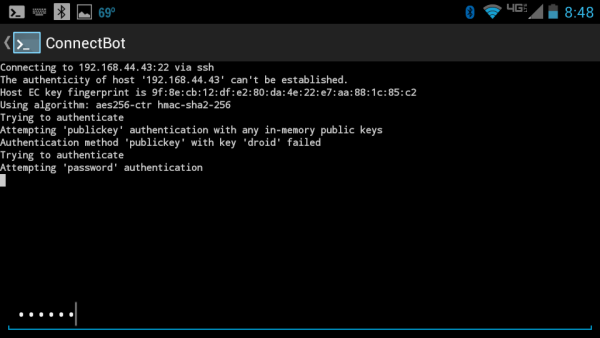 69° 4G 8:48
ConnectBot
Connecting to 192.168.44.43:22 via ssh
The authenticity of host '192.168.44.43' can't be established.
Host EC key fingerprint is 9f:8e:cb:12:df:e2:80:da:4e:22:e7:aa:88:1c:85:c2
Using algorithm: aes256-ctr hmac-sha2-256
Trying to authenticate
Attempting 'publickey' authentication with any in-memory public keys
Authentication method 'publickey' with key 'droid' failed
Trying to authenticate
Attempting 'password' authentication
••••••